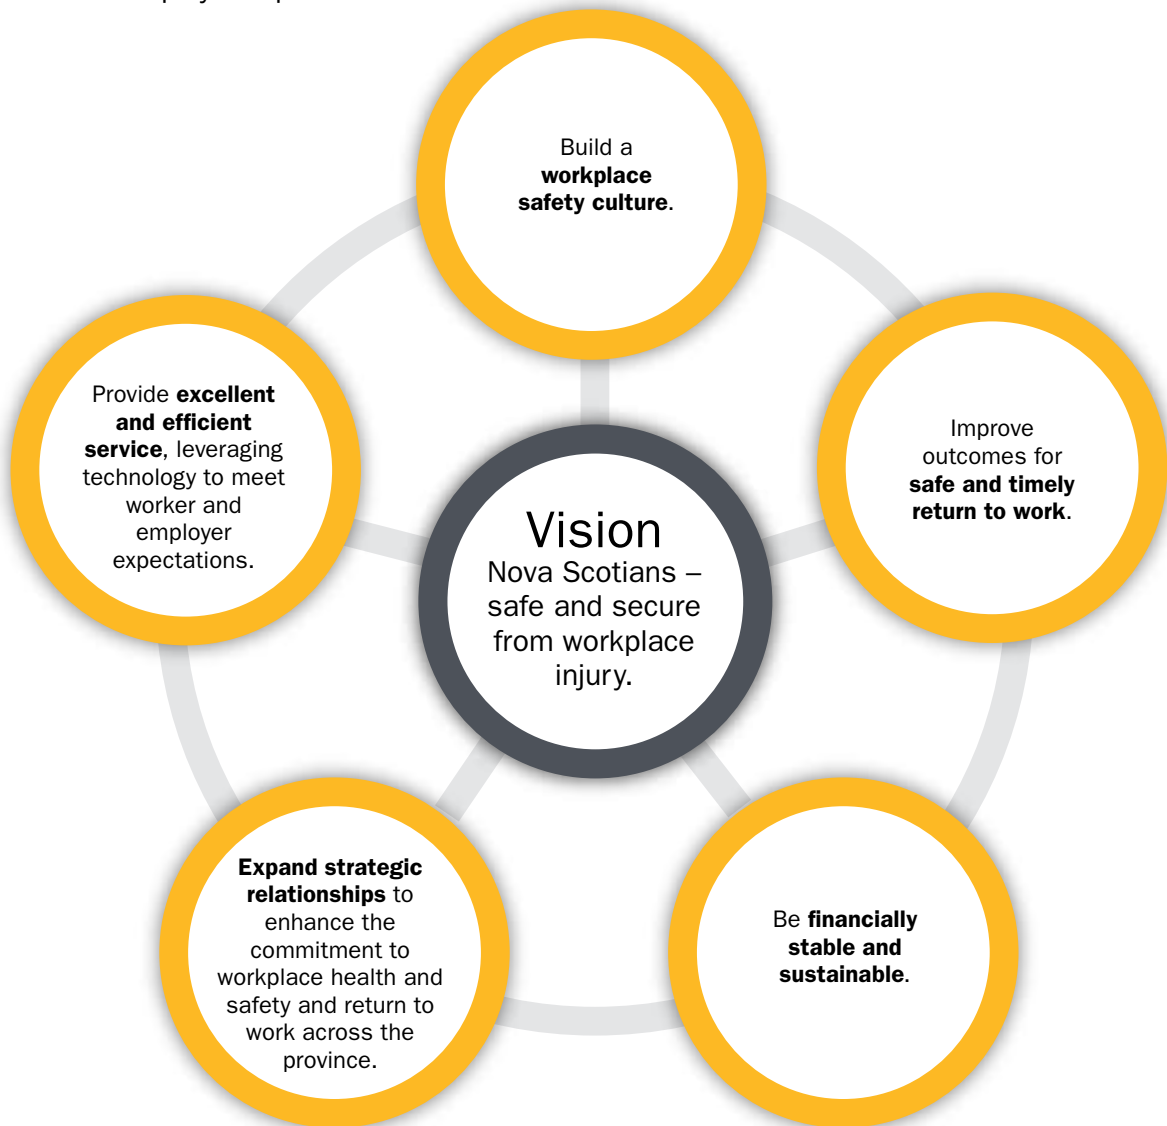 Build a
workplace
safety culture.
Improve
outcomes for
safe and timely
return to work.
Be financially
stable and
sustainable.
Expand strategic
relationships to
enhance the
commitment to
workplace health and
safety and return to
work across the
province.
Provide excellent
and efficient
service, leveraging
technology to meet
worker and
employer
expectations.
Vision
Nova Scotians –
safe and secure
from workplace
injury.